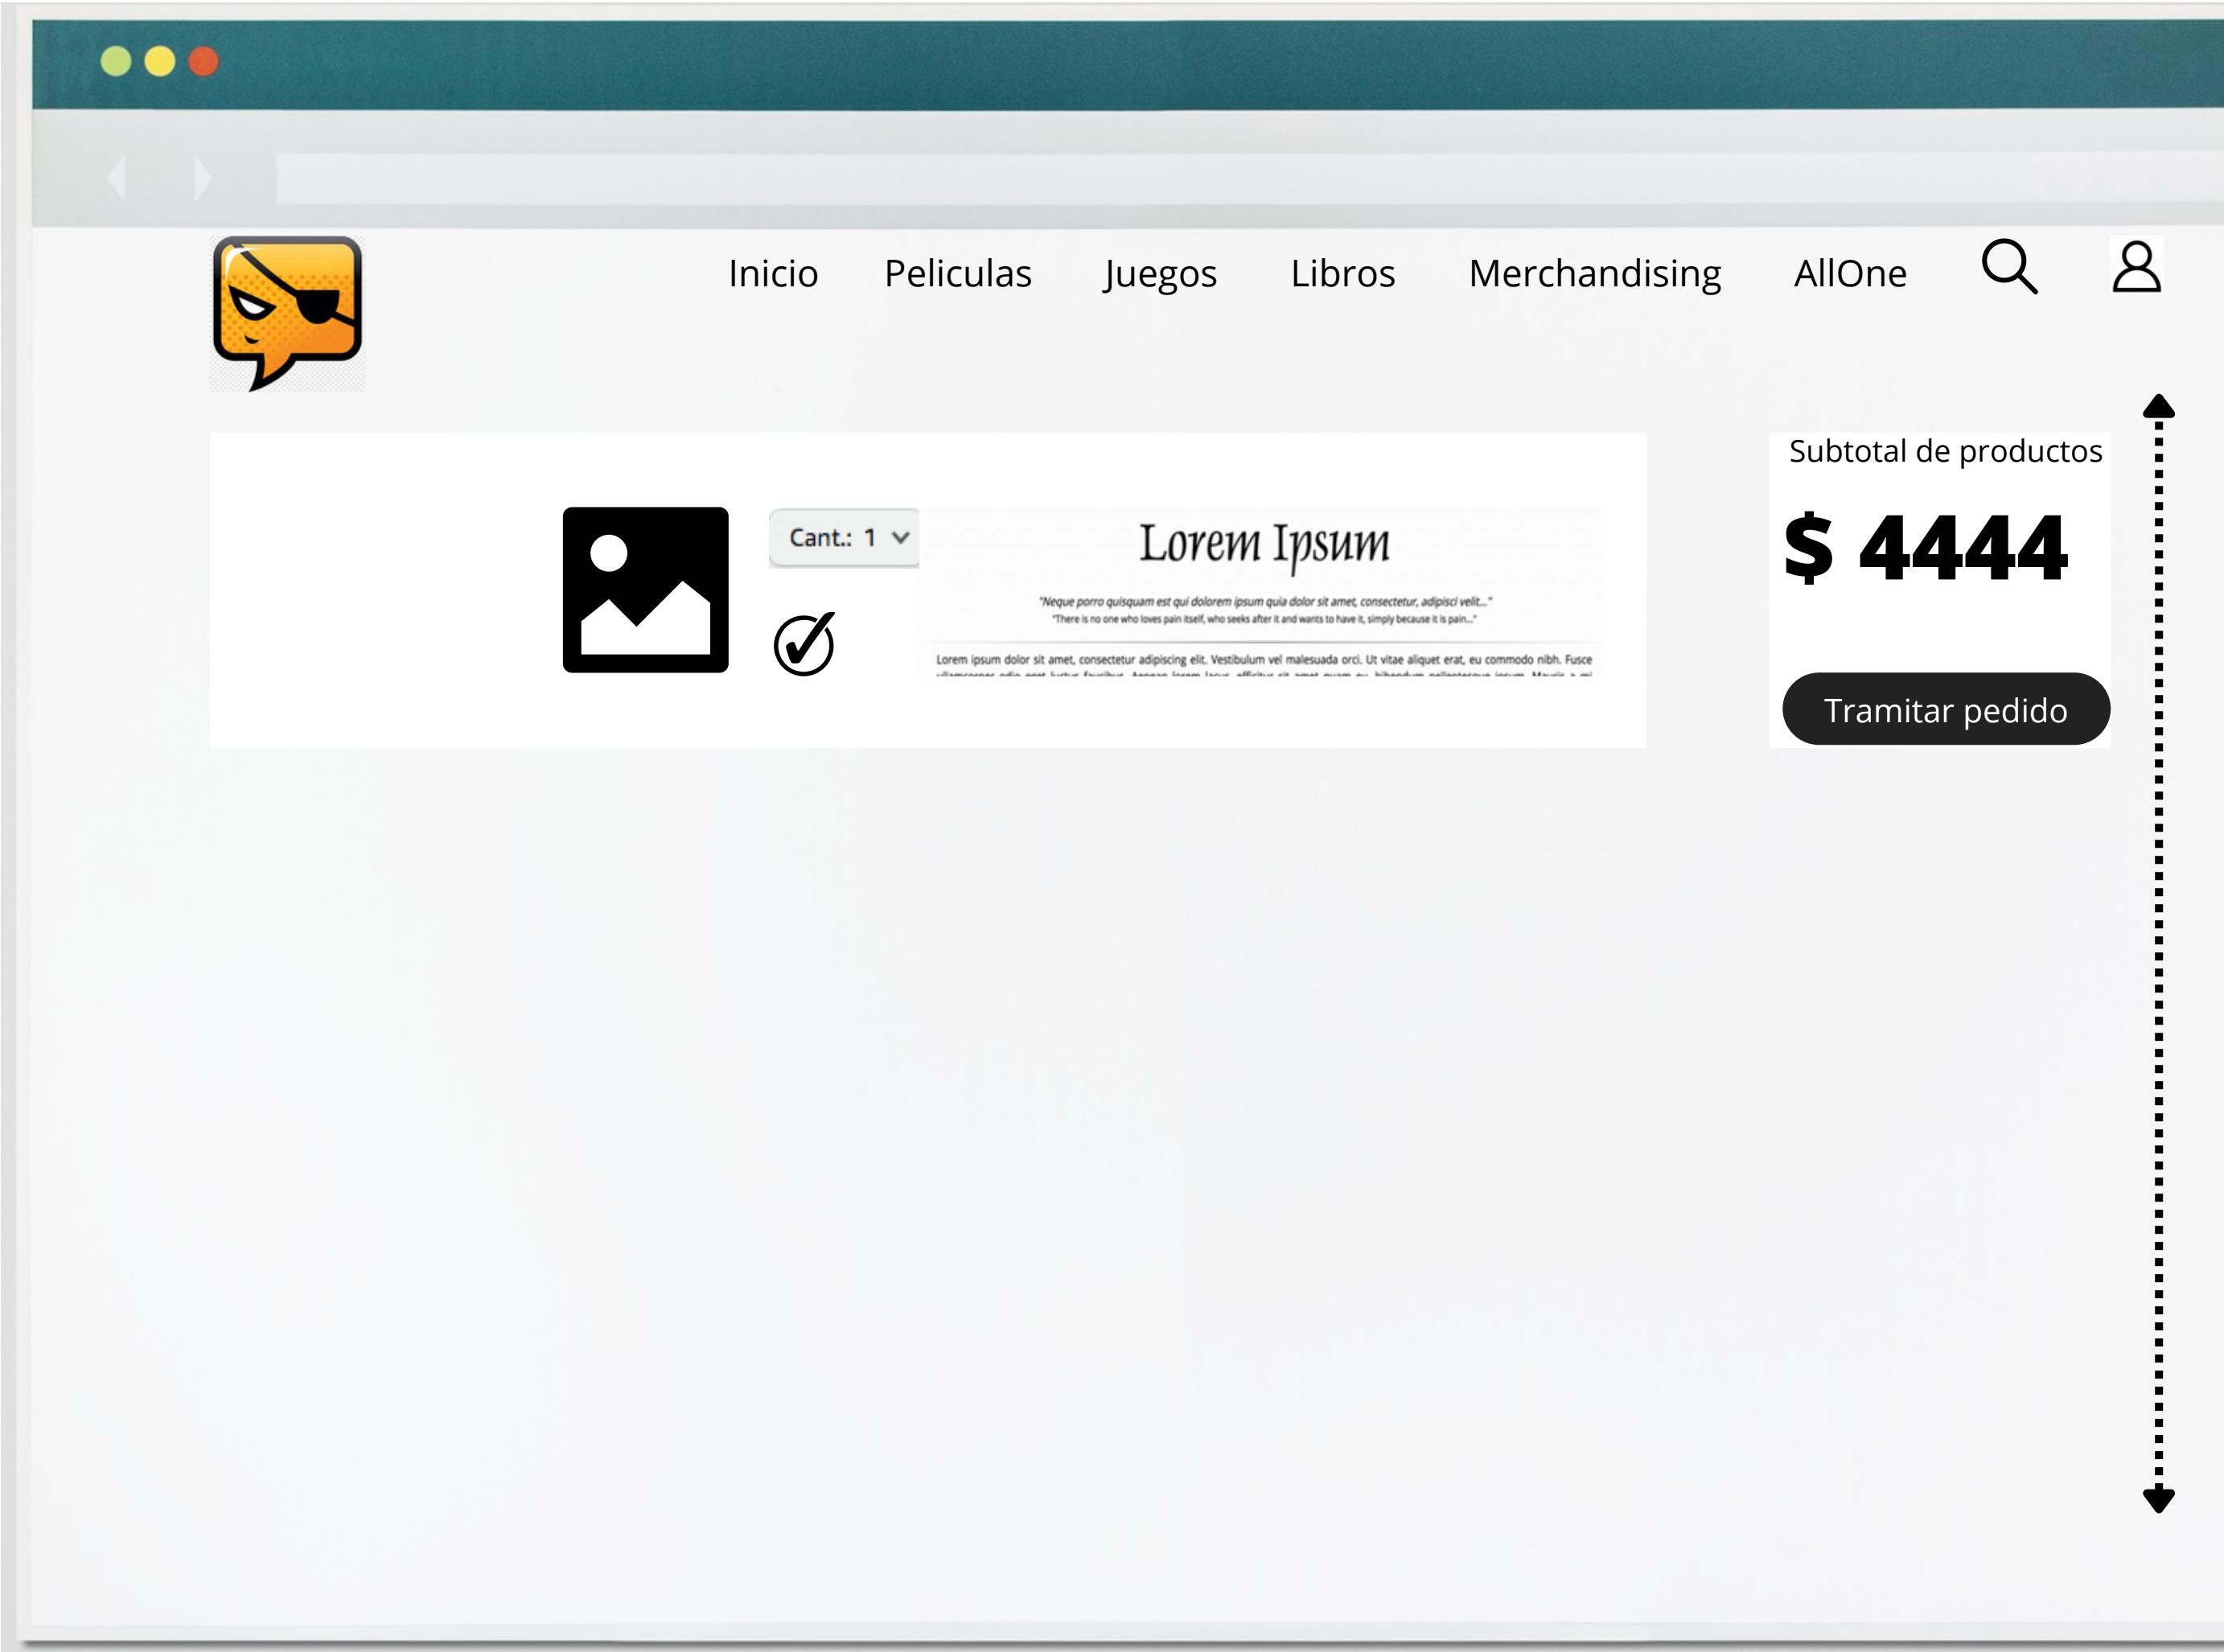 Inicio Peliculas Juegos Libros Merchandising AllOne
Cant.: 1
Lorem Ipsum
"Neque porro quisquam est qui dolorem ipsum quia dolor sit amet, consectetur, adipisci velit..."
"There is no one who loves pain itself, who seeks after it and wants to have it, simply because it is pain..."
Lorem ipsum dolor sit amet, consectetur adipiscing elit. Vestibulum vel malesuada orci. Ut vitae aliquet erat, eu commodo nibh. Fusce
Subtotal de productos
$ 4444
Tramitar pedido